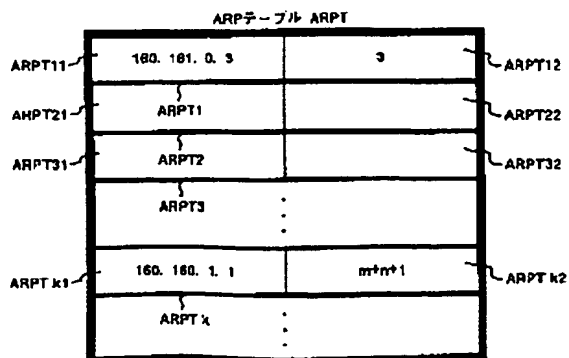 ARPテーブル ARPT
ARPT11 160. 161. 0. 3 3 ARPT12
ARPT21 ARPT1 ARPT22
ARPT31 ARPT2 ARPT32
ARPT3
ARPT k1 160. 160. 1. 1 m+n+1 ARPT k2
ARPT k